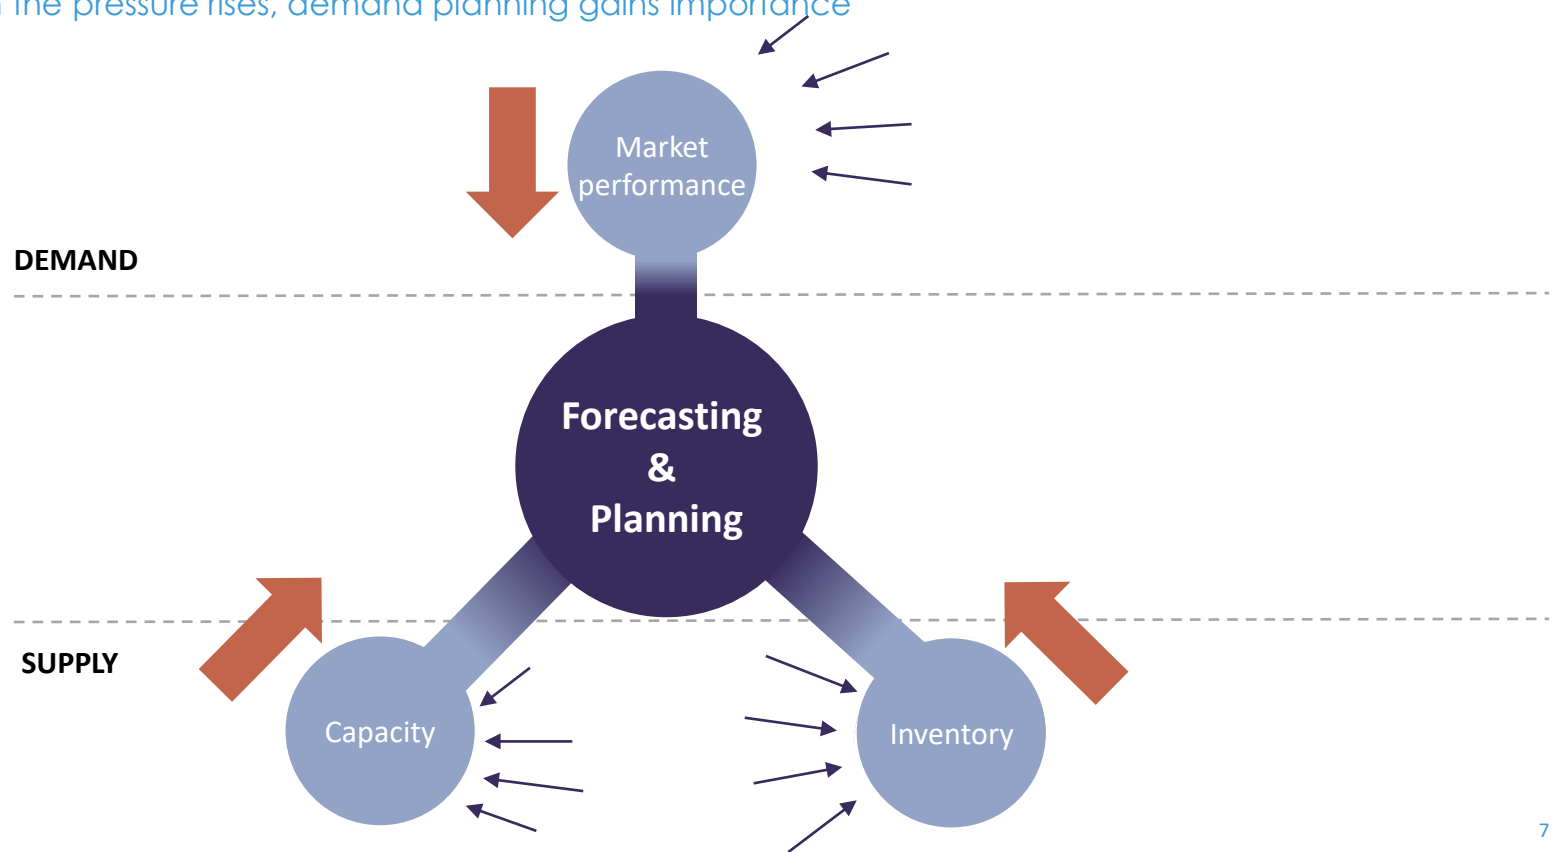 the pressure rises, demand planning gains importance
Market
performance
DEMAND
Forecasting
&
Planning
SUPPLY
Capacity
Inventory
7